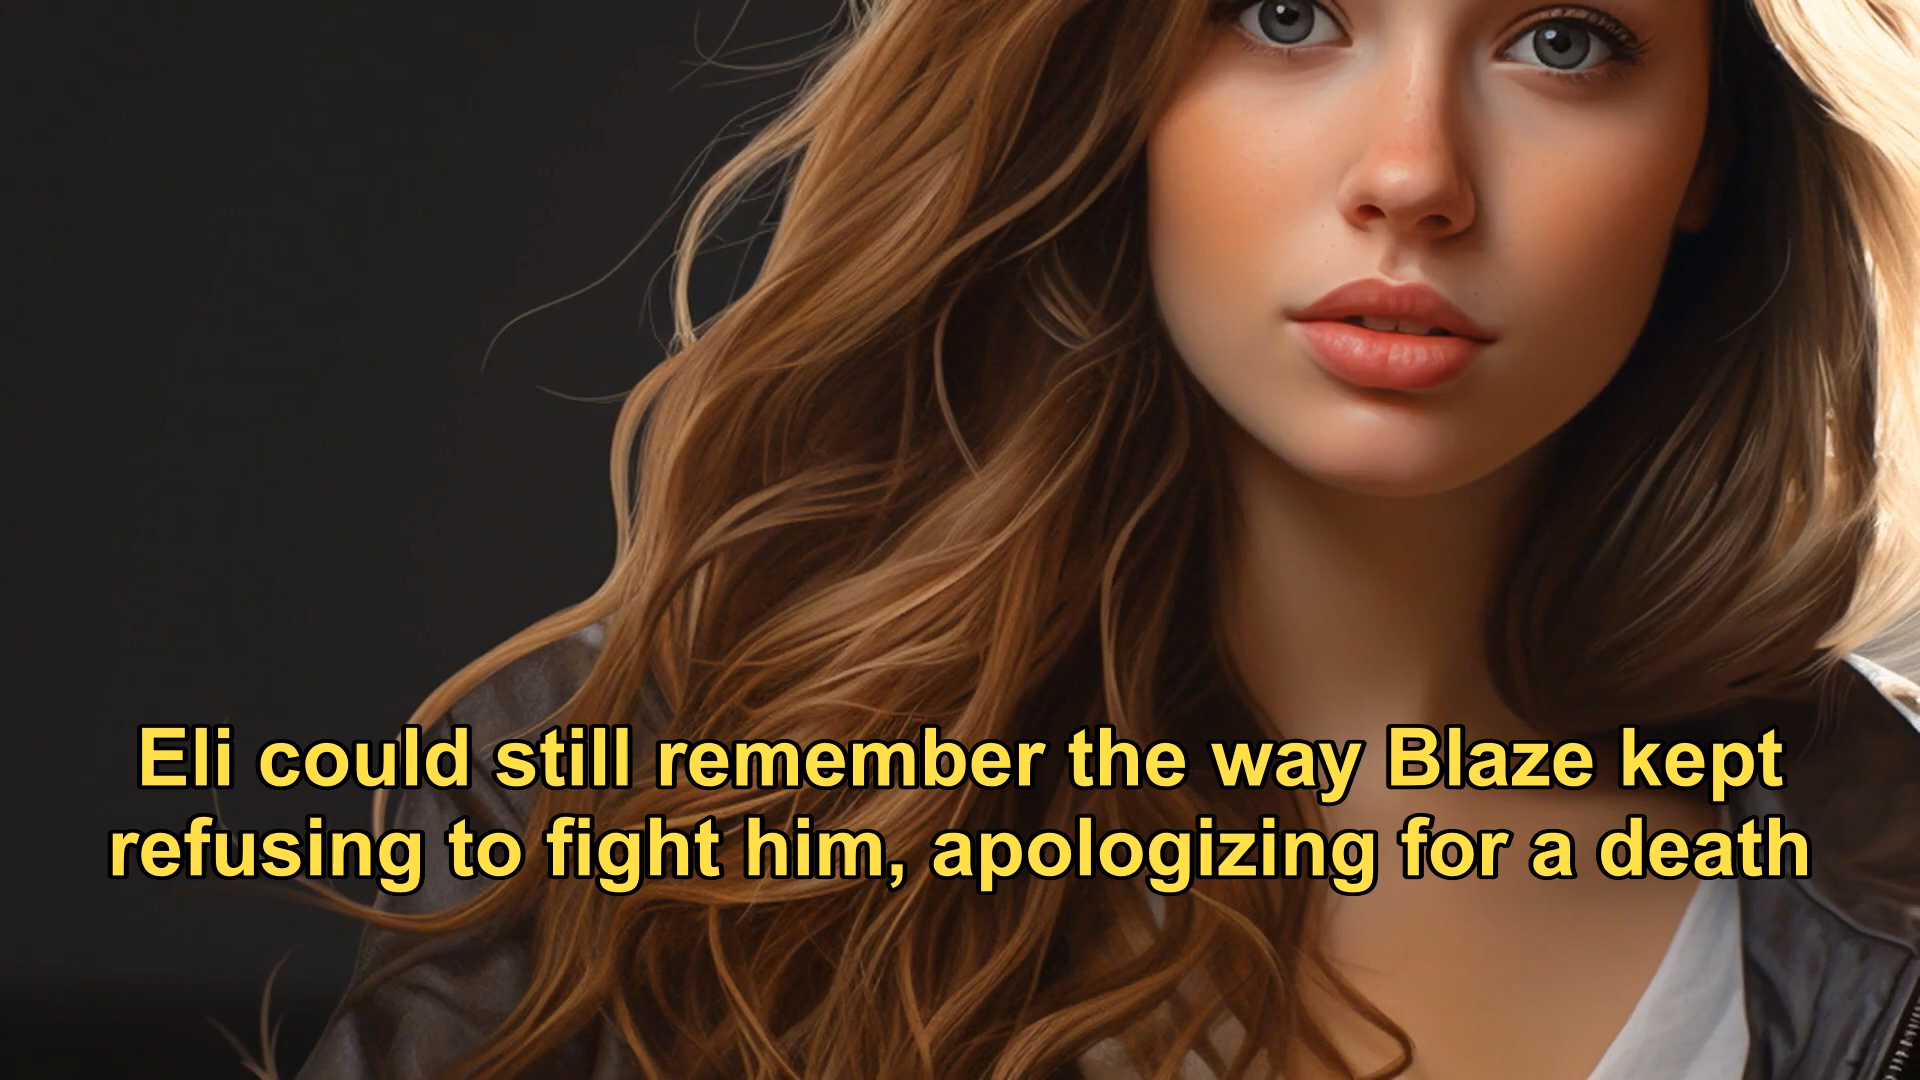 Eli could still remember the way Blaze kept
refusing to fight him, apologizing for a death